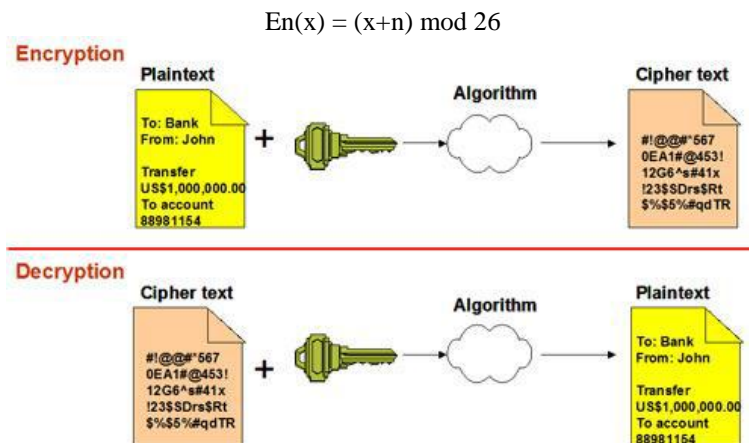 En(x) = (x+n) mod 26
Encryption
Plaintext
To: Bank
From: John
Transfer
US$1,000,000.00
To account
88981154
+
Algorithm
Cipher text
#!@@#*567
0EA1#@453!
12G6^s#41x
!23$SDrs$Rt
$%$5%#qdTR
Decryption
Cipher text
#!@@#*567
0EA1#@453!
12G6^s#41x
!23$SDrs$Rt
$%$5%#qdTR
+
Algorithm
Plaintext
To: Bank
From: John
Transfer
US$1,000,000.00
To account
88981154